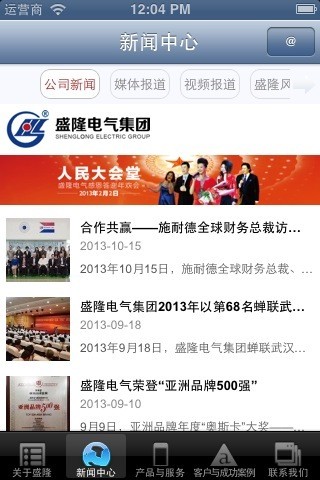 运营商 12:04 PM
新闻中心 @
公司新闻 媒体报道 视频报道 盛隆风
盛隆电气集团
SHENGLONG ELECTRIC GROUP
人民大会堂
盛隆电气感恩答谢年终晚会
2013年2月2日
合作共赢——施耐德全球财务总裁访...
2013-10-15
2013年10月15日，施耐德全球财务总裁、...
盛隆电气集团2013年以第68名蝉联武...
2013-09-18
2013年9月18日，盛隆电气集团蝉联武汉...
盛隆电气荣登“亚洲品牌500强”
2013-09-10
9月9日，亚洲品牌年度“奥斯卡”大奖——...
关于盛隆 新闻中心 产品与服务 客户与成功案例 联系我们